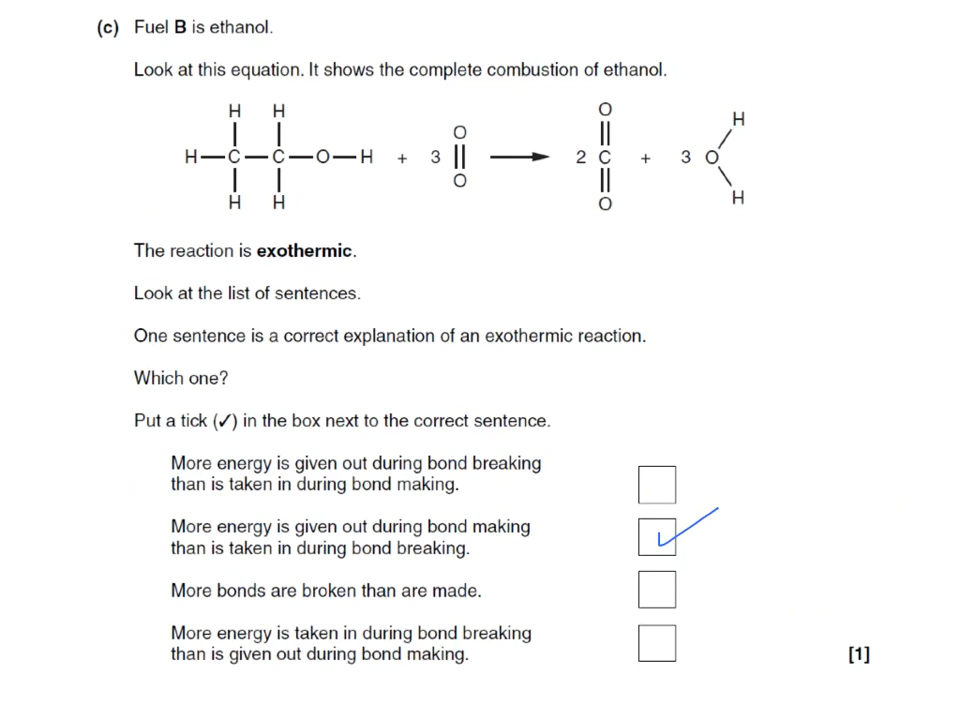 (c) Fuel B is ethanol.
Look at this equation. It shows the complete combustion of ethanol.
H H O H
O
H—C—C—O—H + 3 || → 2 C + 3 O
O
H H O H
The reaction is exothermic.
Look at the list of sentences.
One sentence is a correct explanation of an exothermic reaction.
Which one?
Put a tick (✓) in the box next to the correct sentence.
More energy is given out during bond breaking
than is taken in during bond making.
More energy is given out during bond making
than is taken in during bond breaking. ✓
More bonds are broken than are made.
More energy is taken in during bond breaking
than is given out during bond making. [1]